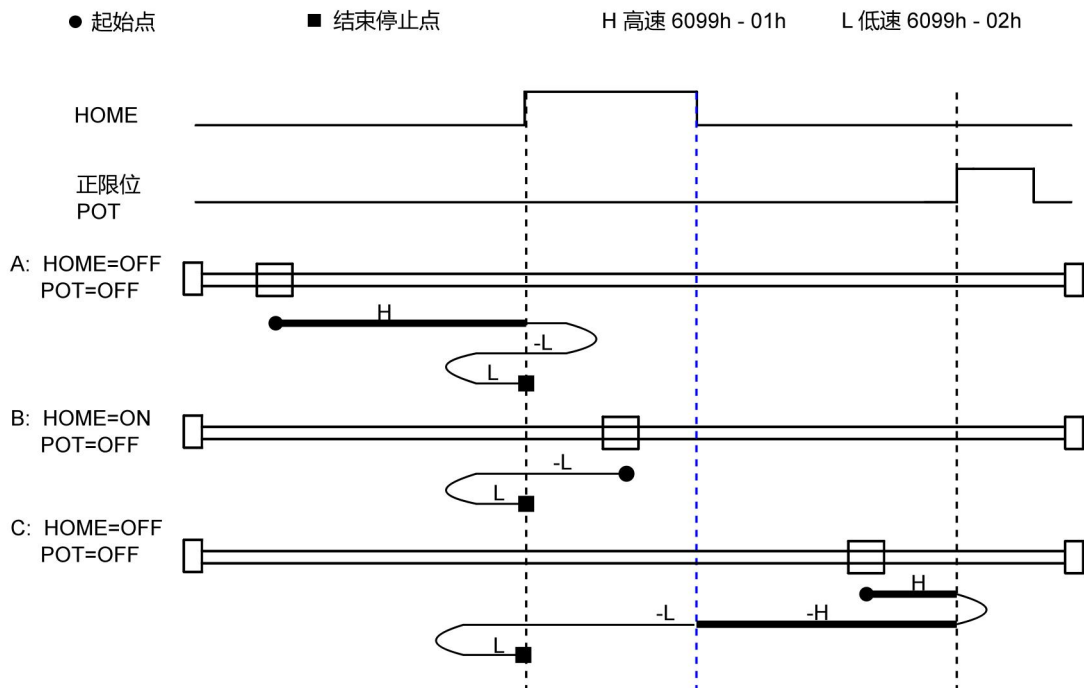 ● 起始点 ■ 结束停止点 H 高速 6099h - 01h L 低速 6099h - 02h
HOME
正限位
POT
A: HOME=OFF
POT=OFF
H
-L
L
B: HOME=ON
POT=OFF
-L
L
C: HOME=OFF
POT=OFF
H
-L -H
L